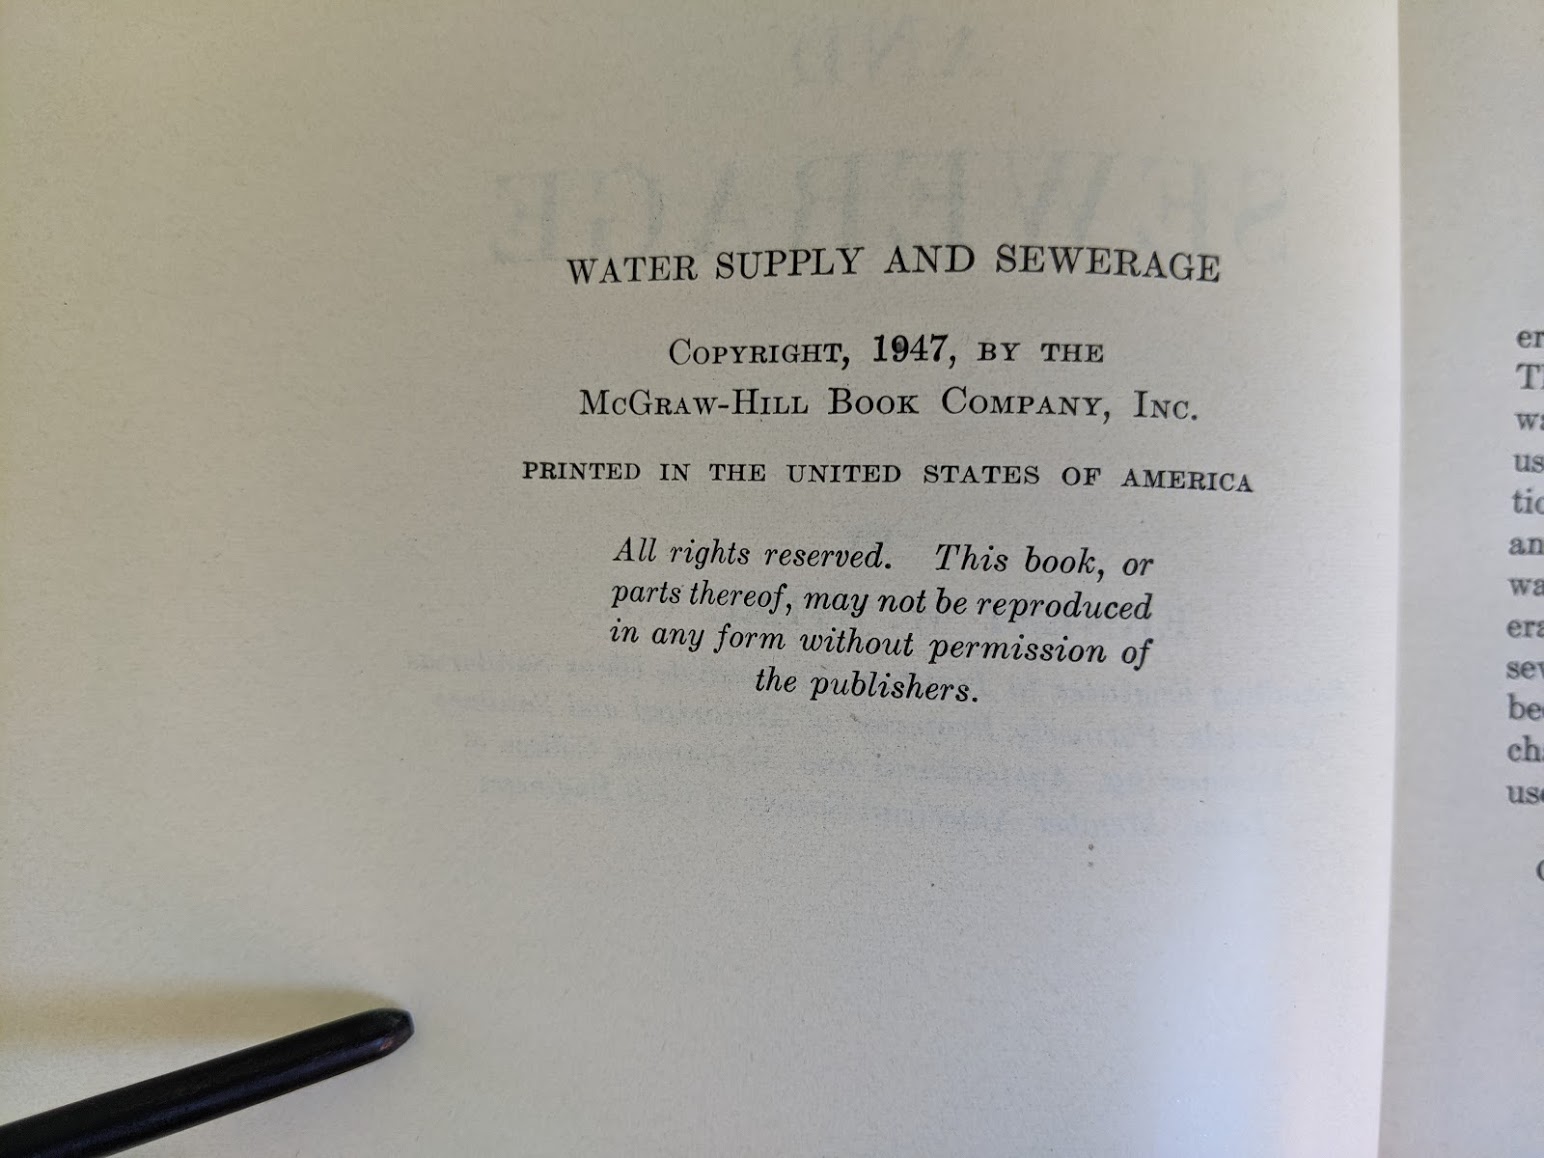 WATER SUPPLY AND SEWERAGE
COPYRIGHT, 1947, BY THE
MCGRAW-HILL BOOK COMPANY, INC.
PRINTED IN THE UNITED STATES OF AMERICA
All rights reserved. This book, or
parts thereof, may not be reproduced
in any form without permission of
the publishers.